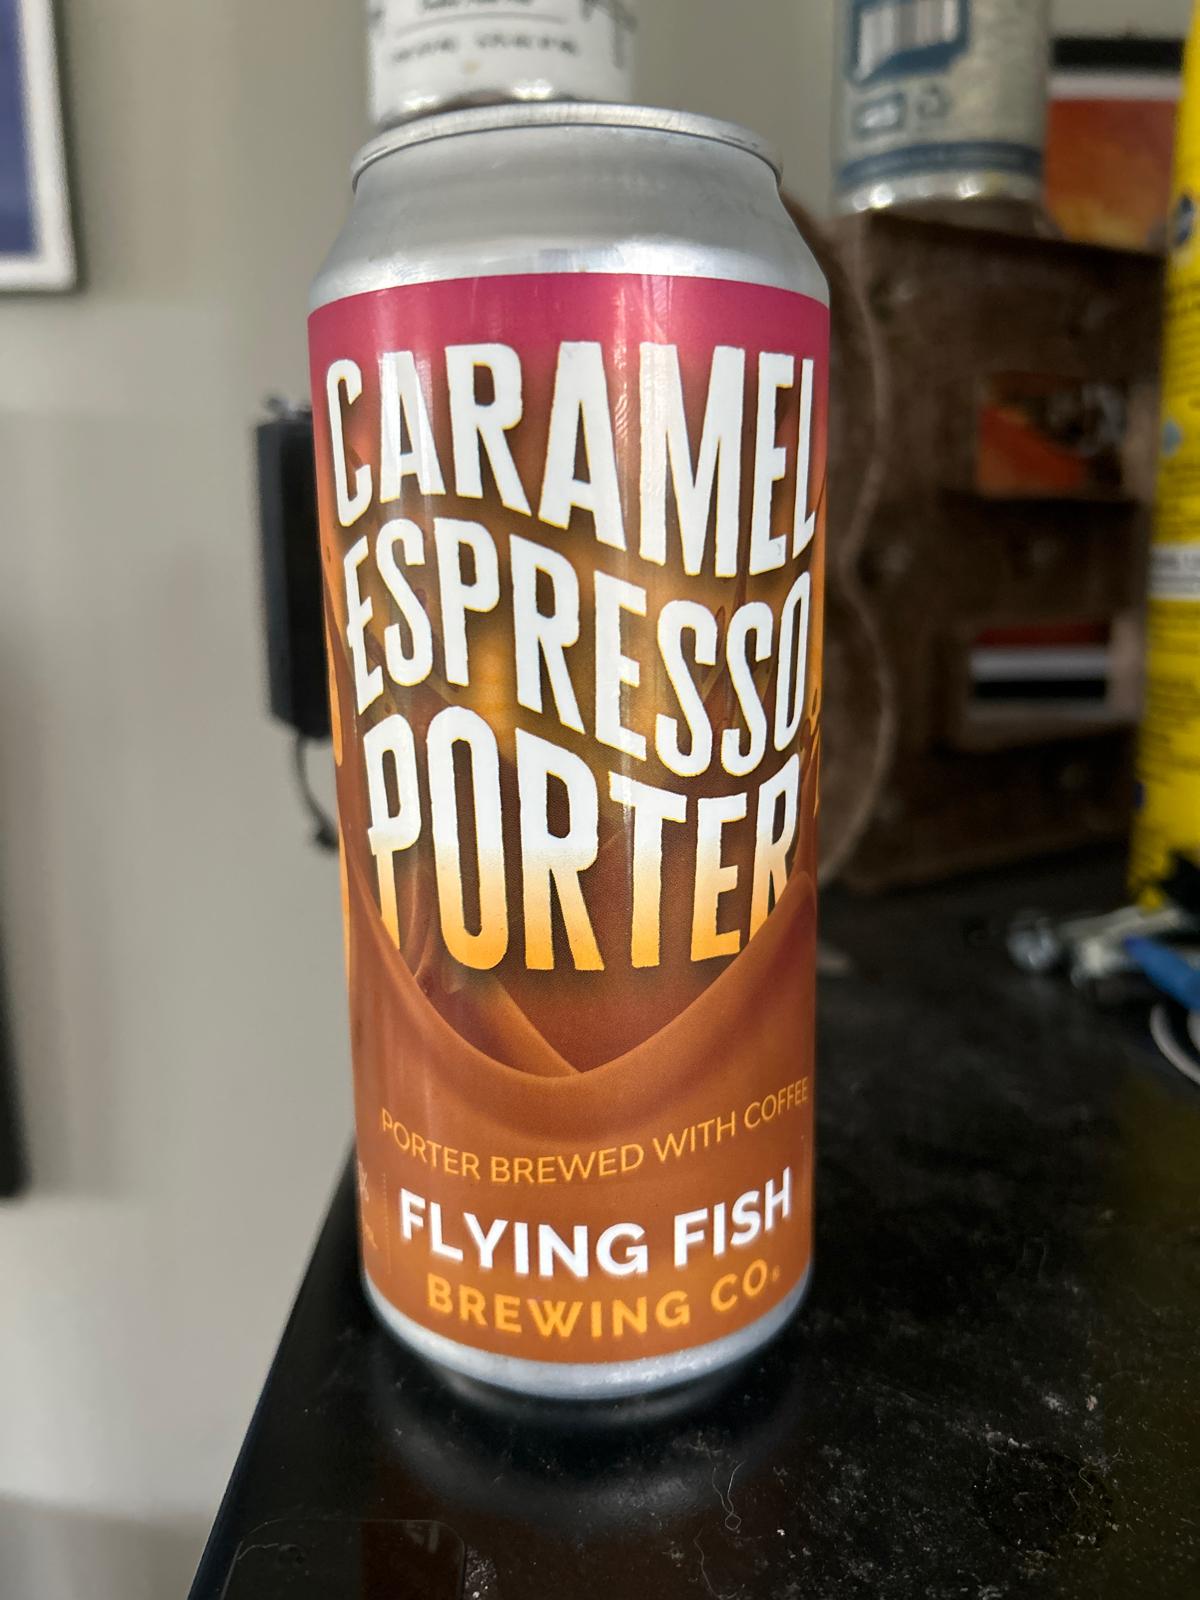 CARAMEL
ESPRESSO
PORTER
PORTER BREWED WITH COFFEE
FLYING FISH
BREWING CO®